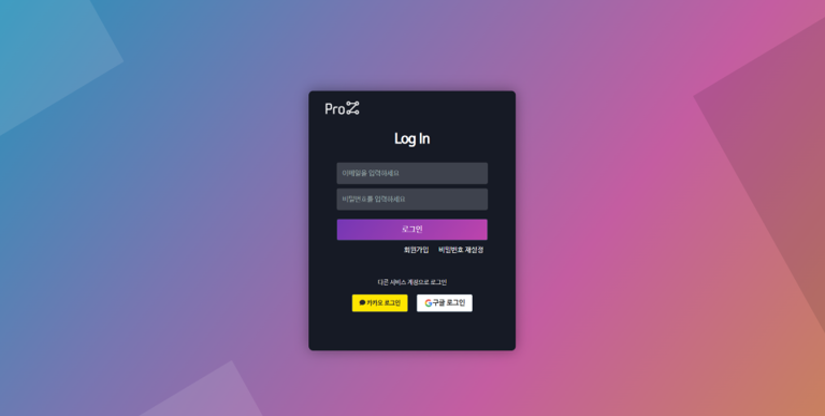 ProZ
Log In
이메일을 입력하세요
비밀번호를 입력하세요
로그인
회원가입 비밀번호 재설정
다른 서비스 계정으로 로그인
카카오 로그인 구글 로그인